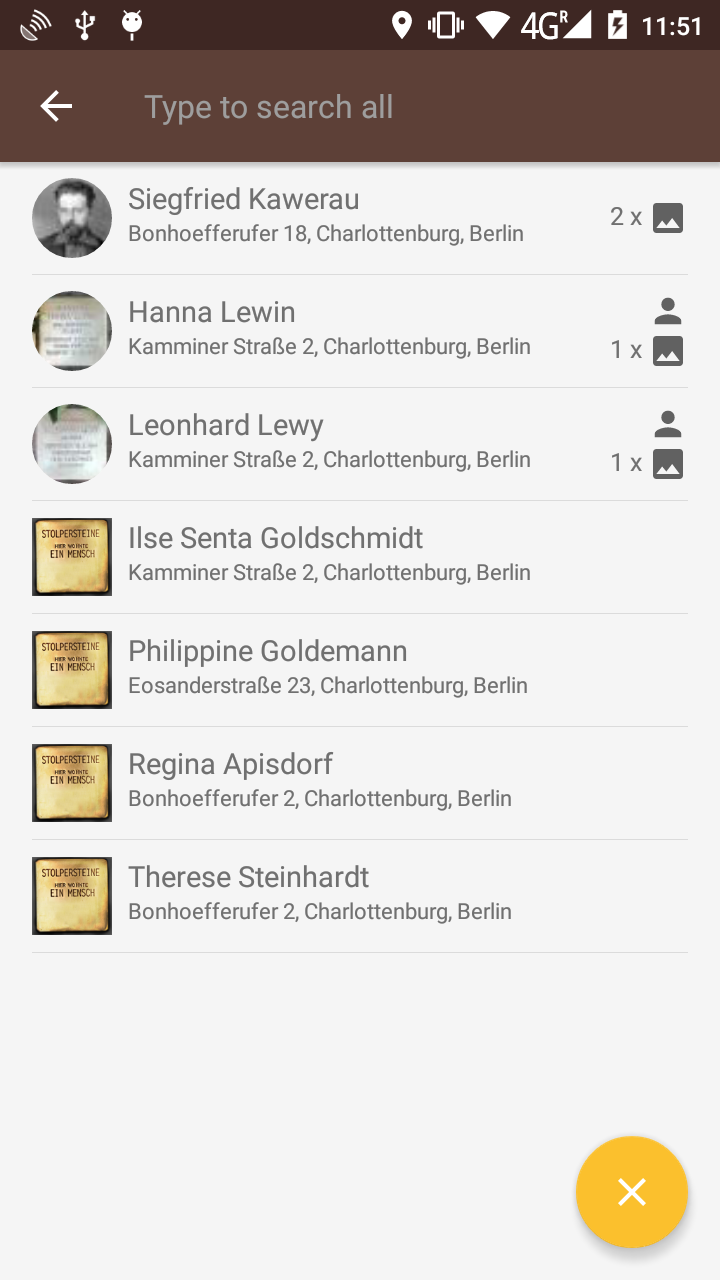 4G R 11:51
Type to search all
Siegfried Kawerau
Bonhoefferufer 18, Charlottenburg, Berlin
2 x
Hanna Lewin
Kamminer Straße 2, Charlottenburg, Berlin
1 x
Leonhard Lewy
Kamminer Straße 2, Charlottenburg, Berlin
1 x
STOLPERSTEINE
HIER WOHNTE
EIN MENSCH
Ilse Senta Goldschmidt
Kamminer Straße 2, Charlottenburg, Berlin
STOLPERSTEINE
HIER WOHNTE
EIN MENSCH
Philippine Goldemann
Eosanderstraße 23, Charlottenburg, Berlin
STOLPERSTEINE
HIER WOHNTE
EIN MENSCH
Regina Apisdorf
Bonhoefferufer 2, Charlottenburg, Berlin
STOLPERSTEINE
HIER WOHNTE
EIN MENSCH
Therese Steinhardt
Bonhoefferufer 2, Charlottenburg, Berlin